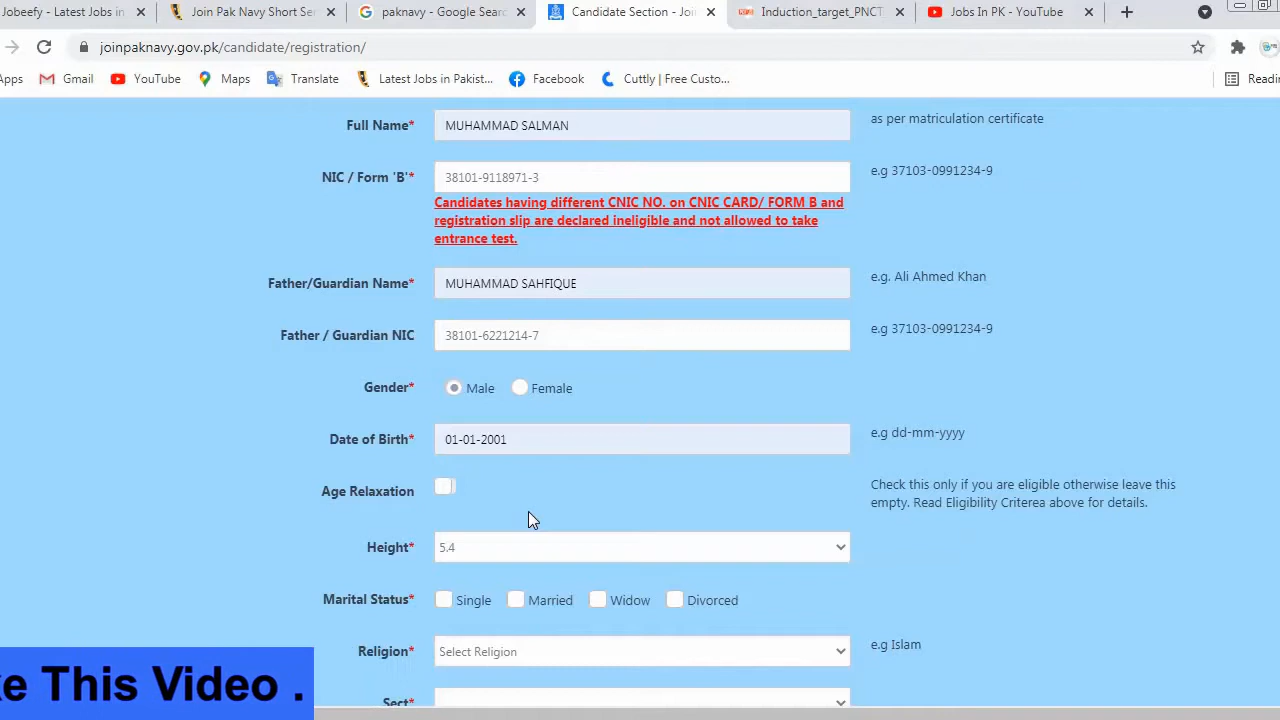 Jobeefy - Latest Jobs in
Join Pak Navy Short Se
paknavy - Google Searc
Candidate Section - Joi
Induction_target_PNCT
Jobs In PK - YouTube
joinpaknavy.gov.pk/candidate/registration/
Apps
Gmail
YouTube
Maps
Translate
Latest Jobs in Pakist...
Facebook
Cuttly | Free Custo...
Readin
Full Name*
MUHAMMAD SALMAN
as per matriculation certificate
NIC / Form 'B'*
38101-9118971-3
e.g 37103-0991234-9
Candidates having different CNIC NO. on CNIC CARD/ FORM B and
registration slip are declared ineligible and not allowed to take
entrance test.
Father/Guardian Name*
MUHAMMAD SAHFIQUE
e.g. Ali Ahmed Khan
Father / Guardian NIC
38101-6221214-7
e.g 37103-0991234-9
Gender*
Male
Female
Date of Birth*
01-01-2001
e.g dd-mm-yyyy
Age Relaxation
Check this only if you are eligible otherwise leave this
empty. Read Eligibility Criterea above for details.
Height*
5.4
Marital Status*
Single
Married
Widow
Divorced
Religion*
Select Religion
e.g Islam
Sect*
ke This Video .